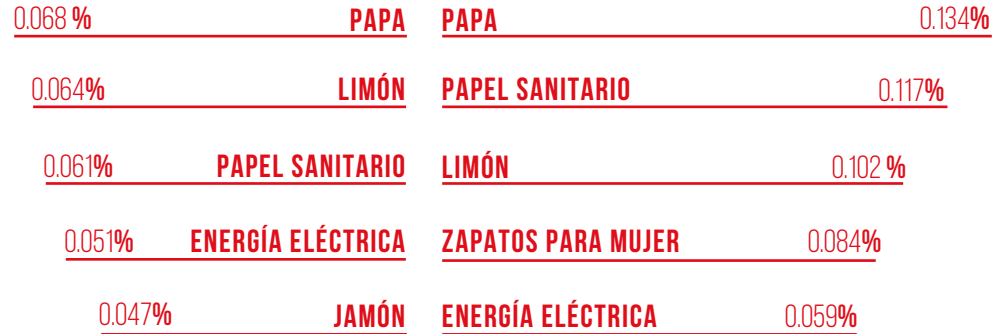 0.068 % PAPA PAPA 0.134%
0.064% LIMÓN PAPEL SANITARIO 0.117%
0.061% PAPEL SANITARIO LIMÓN 0.102 %
0.051% ENERGÍA ELÉCTRICA ZAPATOS PARA MUJER 0.084%
0.047% JAMÓN ENERGÍA ELÉCTRICA 0.059%